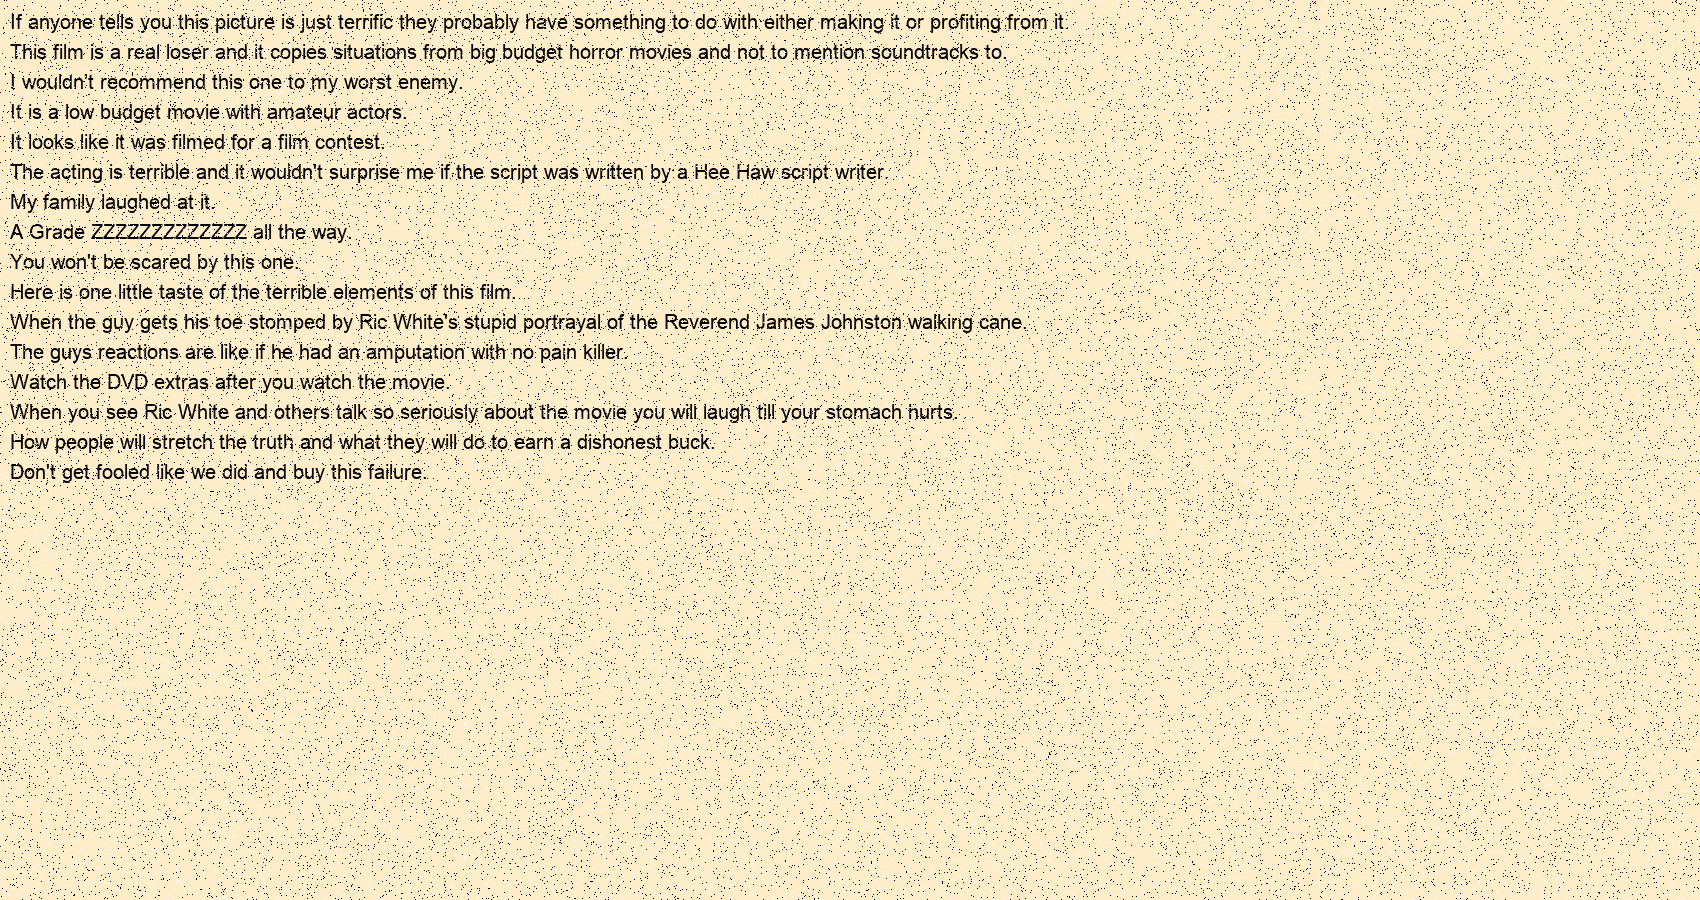 If anyone tells you this picture is just terrific they probably have something to do with either making it or profiting from it.
This film is a real loser and it copies situations from big budget horror movies and not to mention soundtracks to.
I wouldn't recommend this one to my worst enemy.
It is a low budget movie with amateur actors.
It looks like it was filmed for a film contest.
The acting is terrible and it wouldn't surprise me if the script was written by a Hee Haw script writer.
My family laughed at it.
A Grade ZZZZZZZZZZZZZ all the way.
You won't be scared by this one.
Here is one little taste of the terrible elements of this film.
When the guy gets his toe stomped by Ric White's stupid portrayal of the Reverend James Johnston walking cane.
The guys reactions are like if he had an amputation with no pain killer.
Watch the DVD extras after you watch the movie.
When you see Ric White and others talk so seriously about the movie you will laugh till your stomach hurts.
How people will stretch the truth and what they will do to earn a dishonest buck.
Don't get fooled like we did and buy this failure.